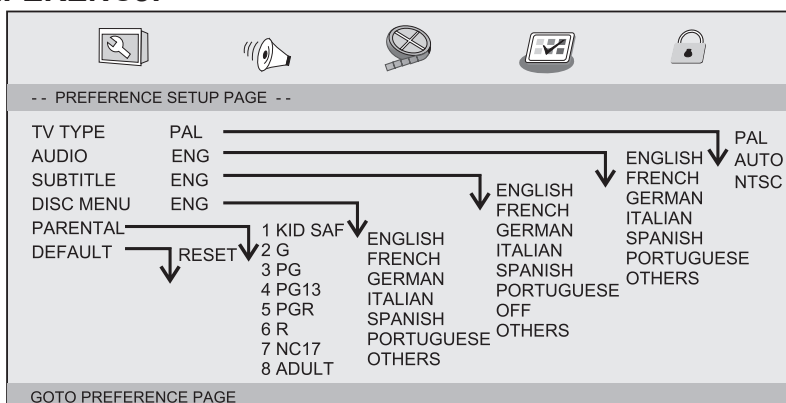 -- PREFERENCE SETUP PAGE --
TV TYPE PAL
AUDIO ENG
SUBTITLE ENG
DISC MENU ENG
PARENTAL
DEFAULT
RESET
1 KID SAF
2 G
3 PG
4 PG13
5 PGR
6 R
7 NC17
8 ADULT
ENGLISH
FRENCH
GERMAN
ITALIAN
SPANISH
PORTUGUESE
OTHERS
ENGLISH
FRENCH
GERMAN
ITALIAN
SPANISH
PORTUGUESE
OFF
OTHERS
ENGLISH
FRENCH
GERMAN
ITALIAN
SPANISH
PORTUGUESE
OTHERS
PAL
AUTO
NTSC
GOTO PREFERENCE PAGE